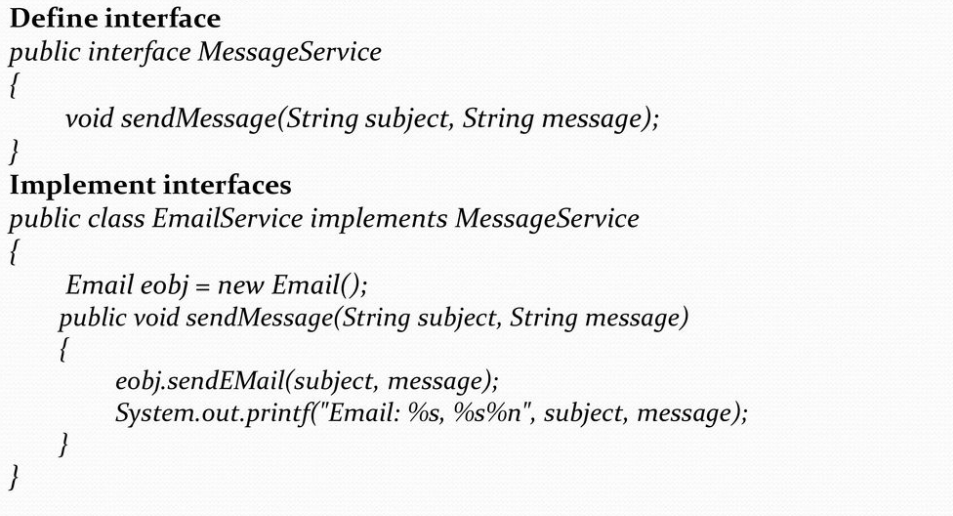 Define interface
public interface MessageService
{
void sendMessage(String subject, String message);
}
Implement interfaces
public class EmailService implements MessageService
{
Email eobj = new Email();
public void sendMessage(String subject, String message)
{
eobj.sendEMail(subject, message);
System.out.printf("Email: %s, %s%n", subject, message);
}
}